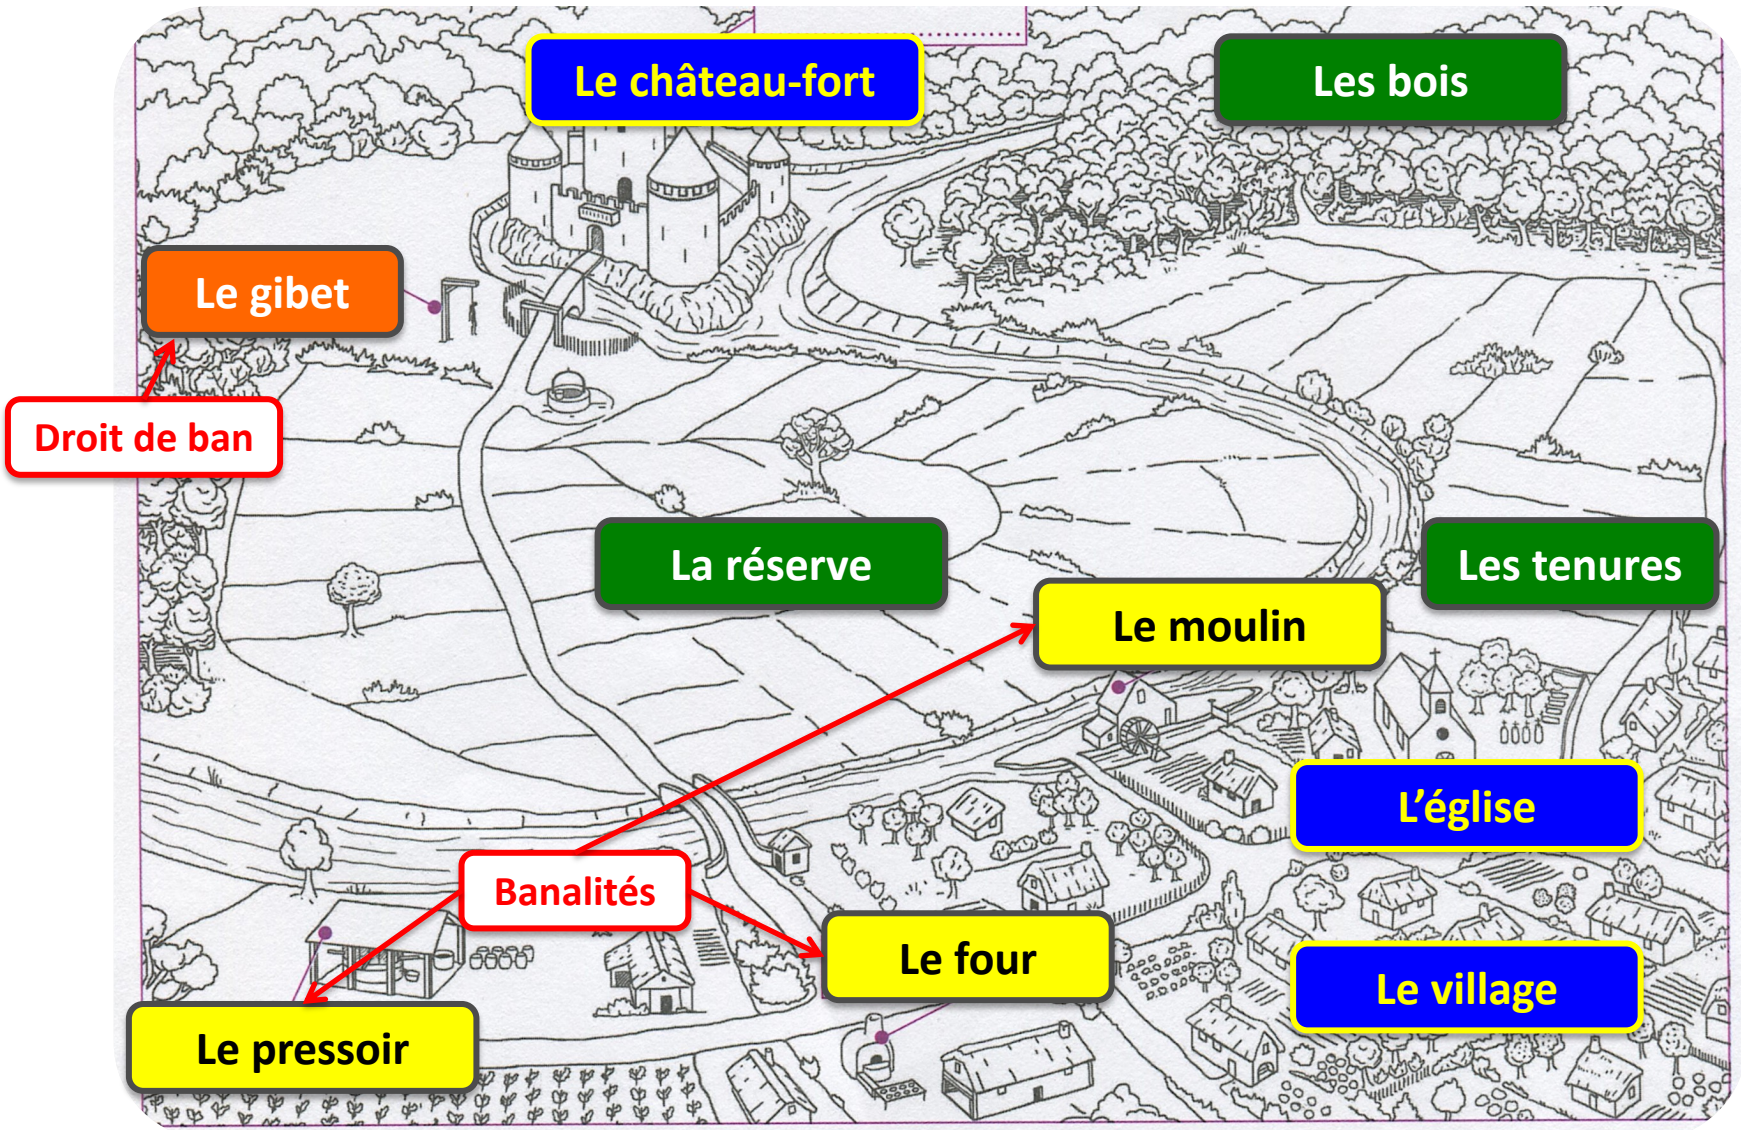 Le château-fort
Les bois
Le gibet
Droit de ban
La réserve
Les tenures
Le moulin
L'église
Banalités
Le four
Le village
Le pressoir